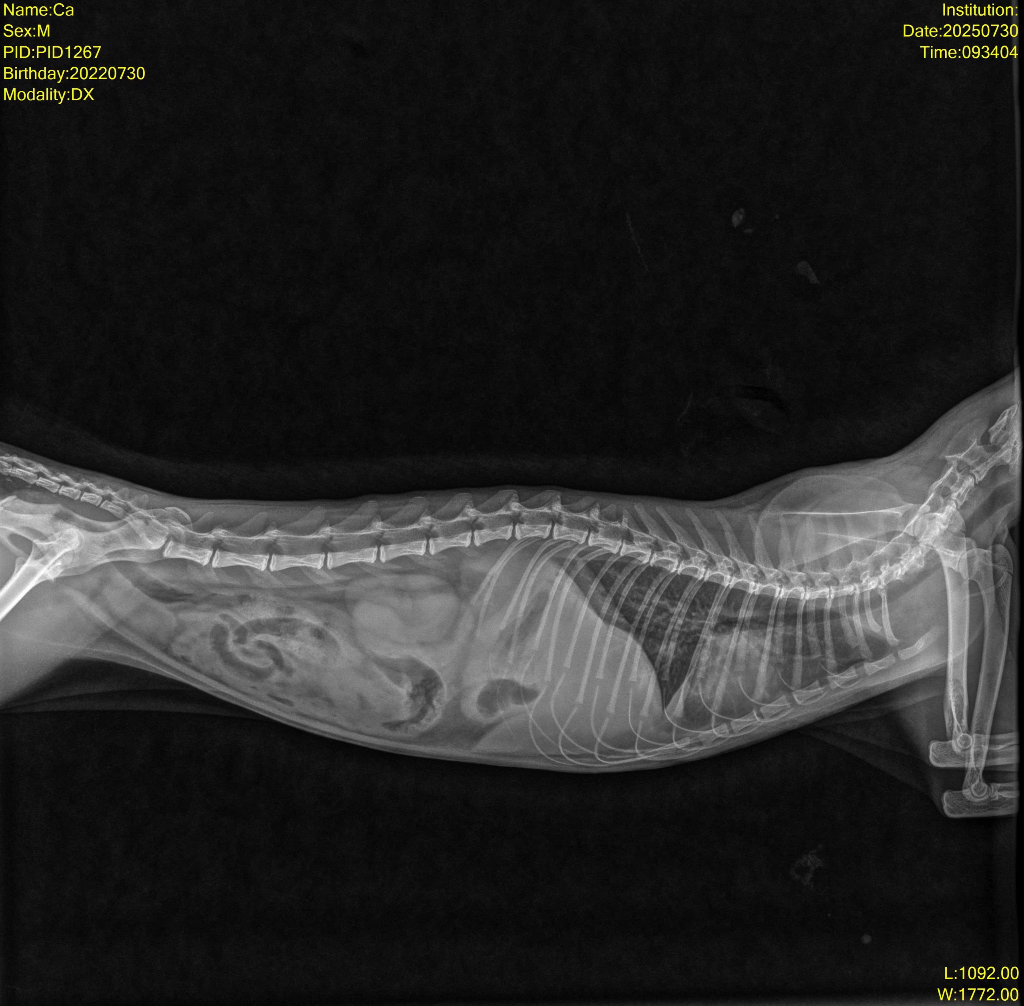 Name:Ca
Sex:M
PID:PID1267
Birthday:20220730
Modality:DX
Institution:
Date:20250730
Time:093404
L:1092.00
W:1772.00